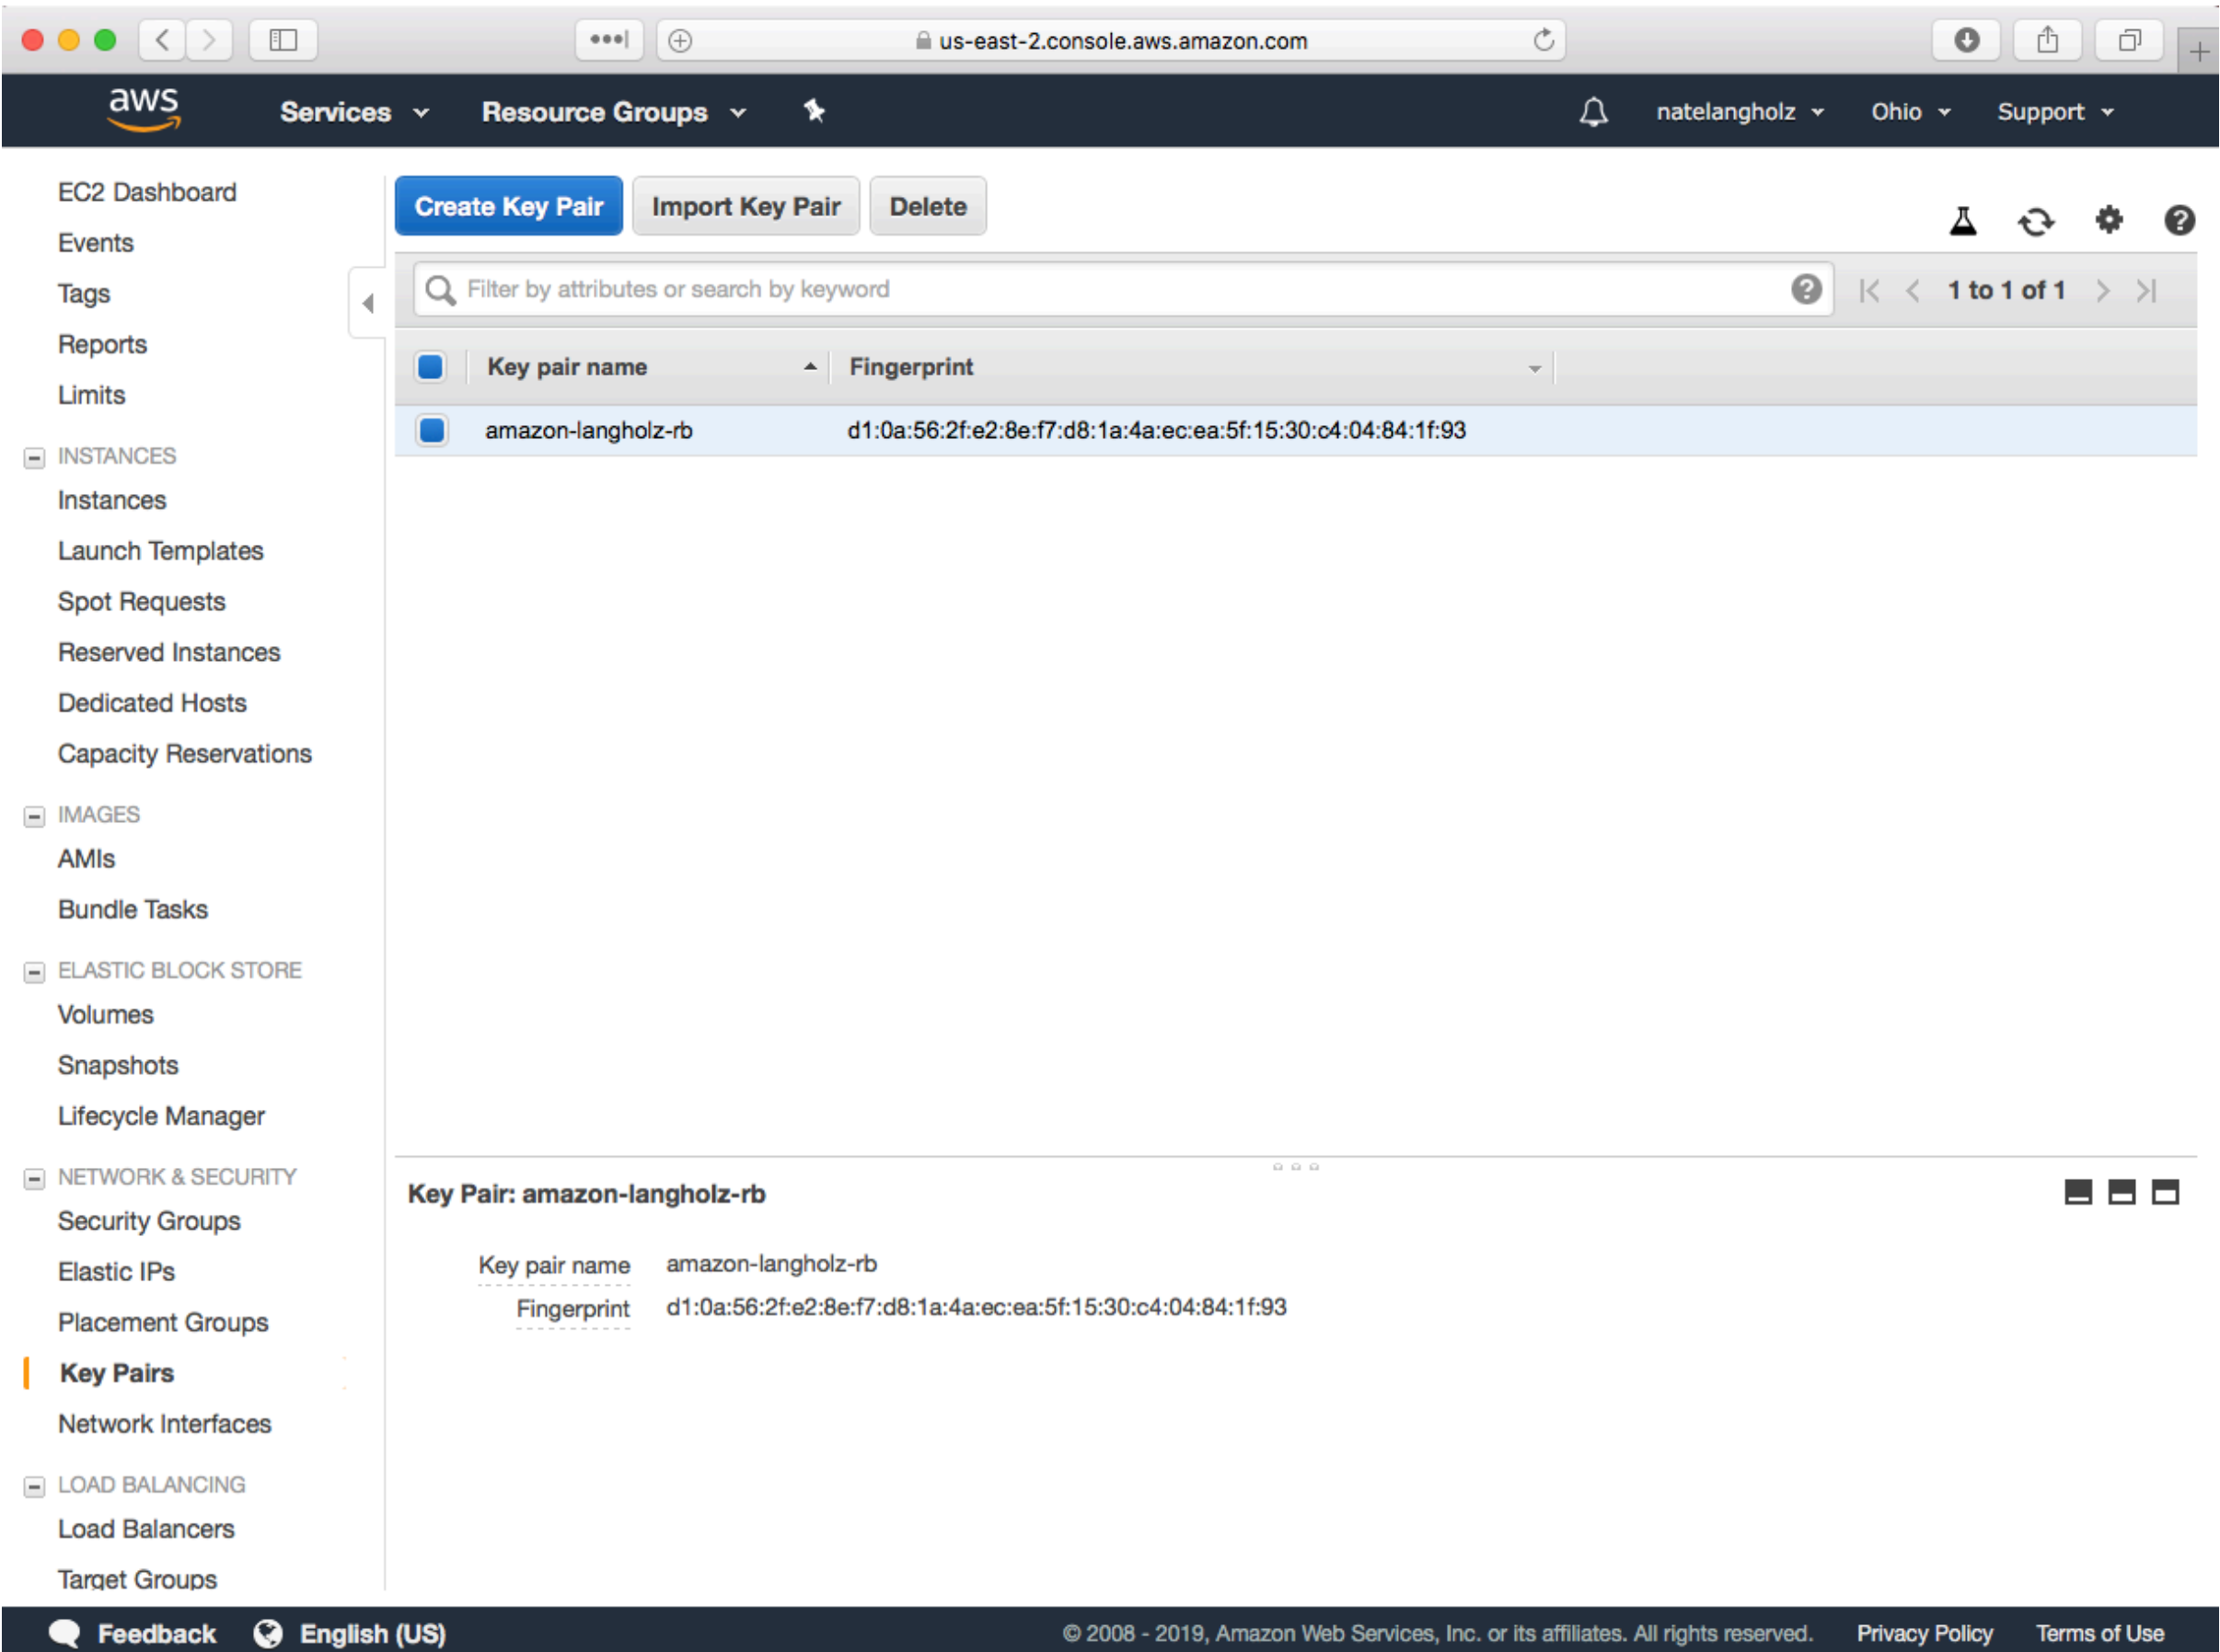 us-east-2.console.aws.amazon.com
aws Services Resource Groups natelangholz Ohio Support
EC2 Dashboard
Events
Tags
Reports
Limits
INSTANCES
Instances
Launch Templates
Spot Requests
Reserved Instances
Dedicated Hosts
Capacity Reservations
IMAGES
AMIs
Bundle Tasks
ELASTIC BLOCK STORE
Volumes
Snapshots
Lifecycle Manager
NETWORK & SECURITY
Security Groups
Elastic IPs
Placement Groups
Key Pairs
Network Interfaces
LOAD BALANCING
Load Balancers
Target Groups
Create Key Pair Import Key Pair Delete
Filter by attributes or search by keyword 1 to 1 of 1
Key pair name Fingerprint
amazon-langholz-rb d1:0a:56:2f:e2:8e:f7:d8:1a:4a:ec:ea:5f:15:30:c4:04:84:1f:93
Key Pair: amazon-langholz-rb
Key pair name amazon-langholz-rb
Fingerprint d1:0a:56:2f:e2:8e:f7:d8:1a:4a:ec:ea:5f:15:30:c4:04:84:1f:93
Feedback English (US) © 2008 - 2019, Amazon Web Services, Inc. or its affiliates. All rights reserved. Privacy Policy Terms of Use